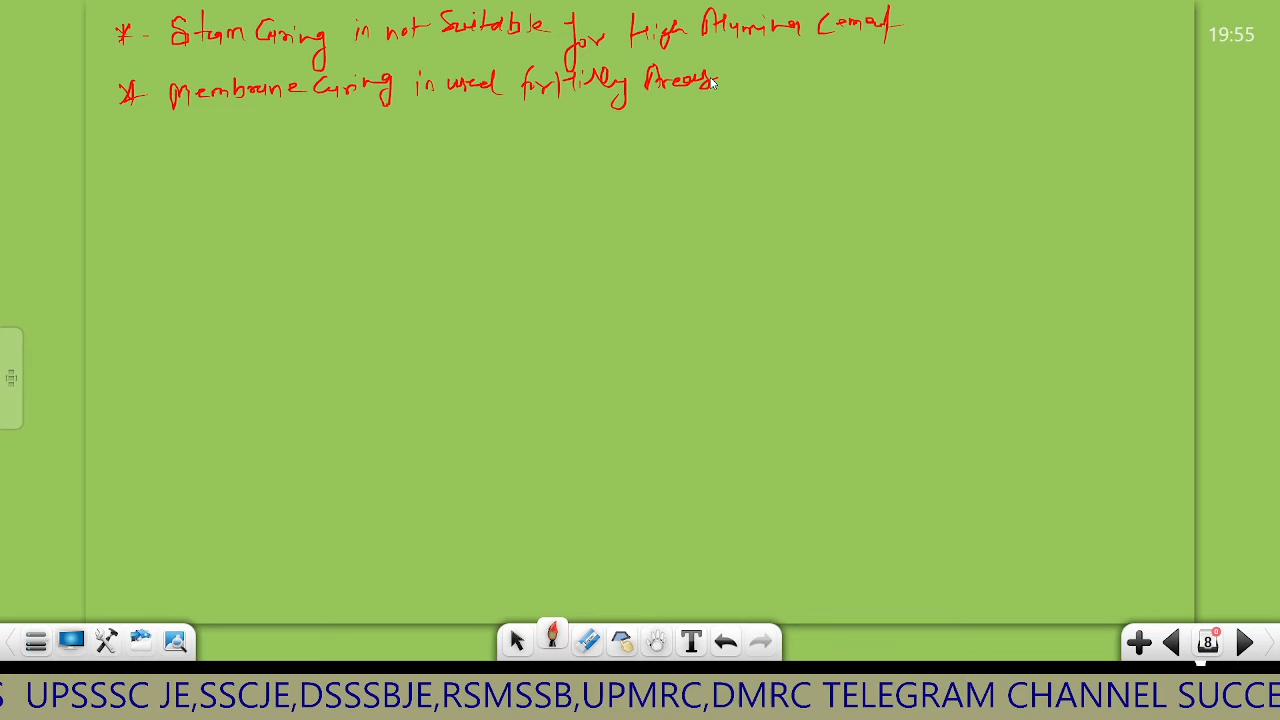 * - Steam Curing is not Suitable for High Alumina Cement
19:55
* Membrane Curing is used for Hilly Areas
T
8
S UPSSSC JE,SSCJE,DSSSBJE,RSMSSB,UPMRC,DMRC TELEGRAM CHANNEL SUCCE